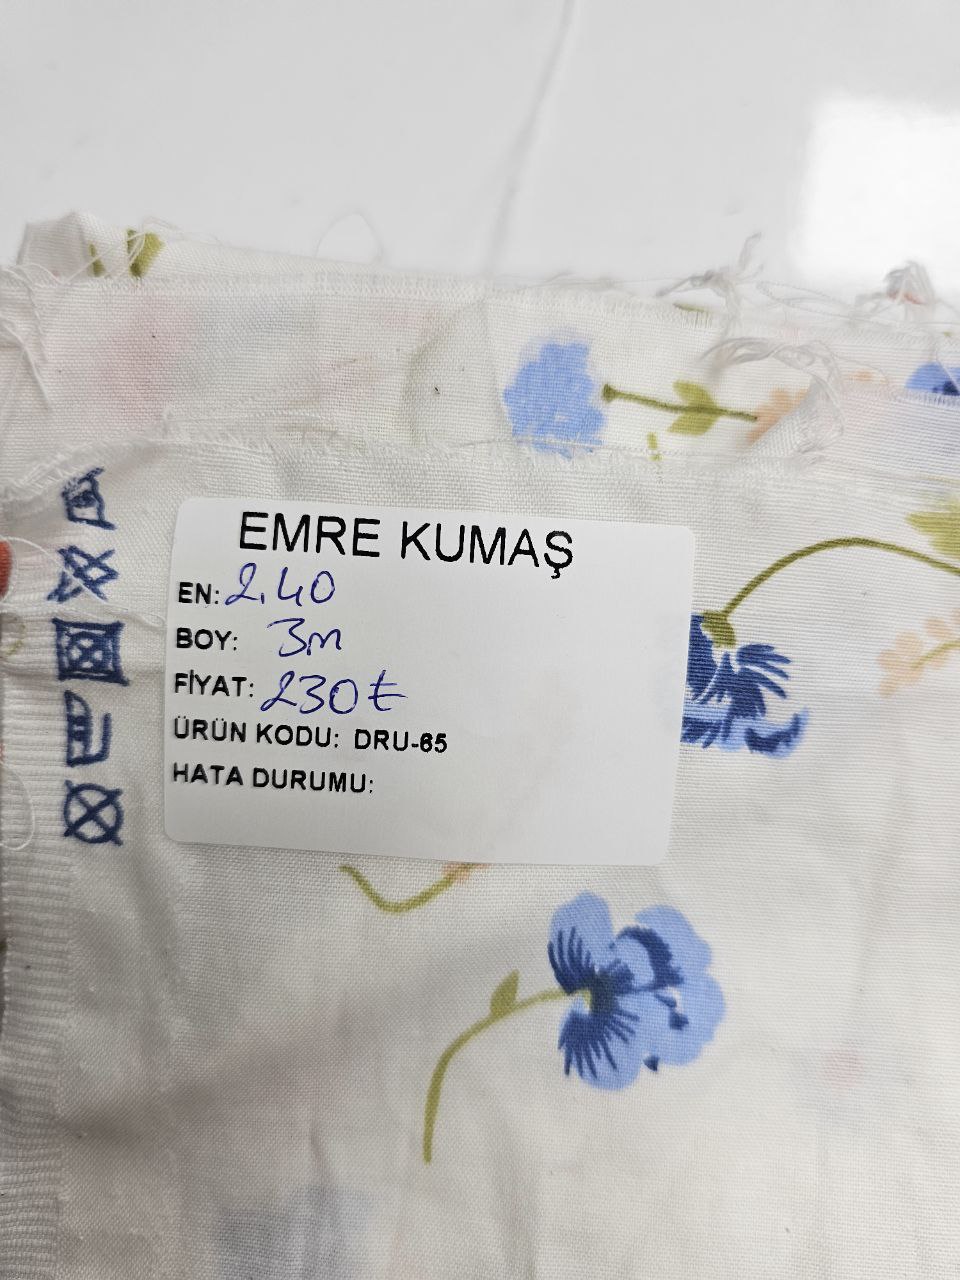 EMRE KUMAŞ
EN: 2.40
BOY: 3m
FİYAT: 230₺
ÜRÜN KODU: DRU-65
HATA DURUMU: